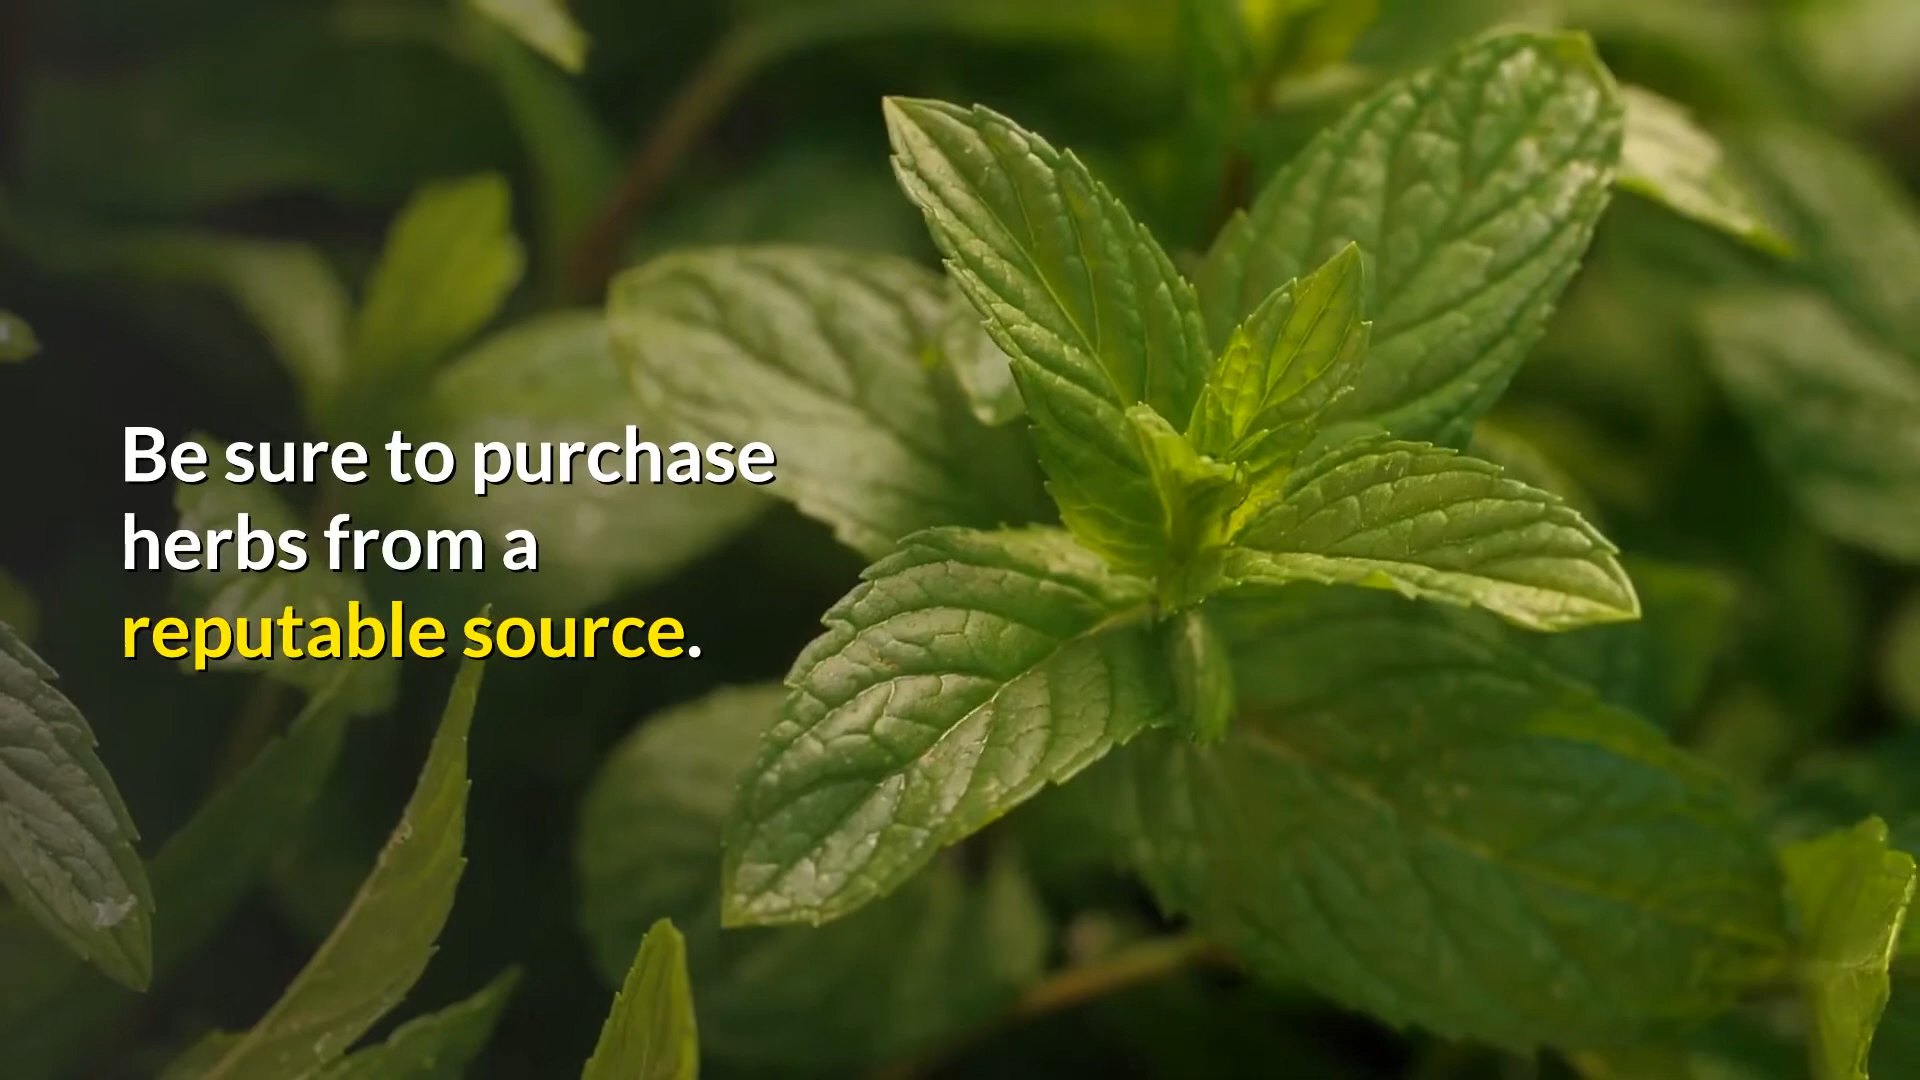 Be sure to purchase
herbs from a
reputable source.